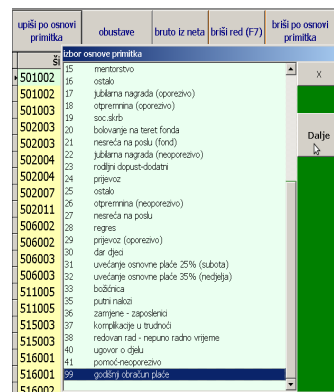 upiši po osnovi primitka
obustave
bruto iz neta
briši red (F7)
briši po osnovi primitka
ši
izbor osnove primitka
501002
501002
501003
502003
502003
502004
502004
502007
502011
506002
506002
506003
506003
511005
511005
515003
515003
516001
516001
516002
15 mentorstvo
16 ostalo
17 jubilarna nagrada (oporezivo)
18 otpremnina (oporezivo)
19 soc.skrb
20 bolovanje na teret fonda
21 nesreća na poslu (fond)
22 jubilarna nagrada (neoporezivo)
23 rodiljni dopust-dodatni
24 prijevoz
25 ostalo
26 otpremnina (neoporezivo)
27 nesreća na poslu
28 regres
29 prijevoz (oporezivo)
30 dar djeci
31 uvećanje osnovne plaće 25% (subota)
32 uvećanje osnovne plaće 35% (nedjelja)
33 božićnica
35 putni nalozi
36 zamjene - zaposlenici
37 komplikacije u trudnoći
38 redovan rad - nepuno radno vrijeme
40 ugovor o djelu
41 pomoć-neoporezivo
99 godišnji obračun plaće
X
Dalje